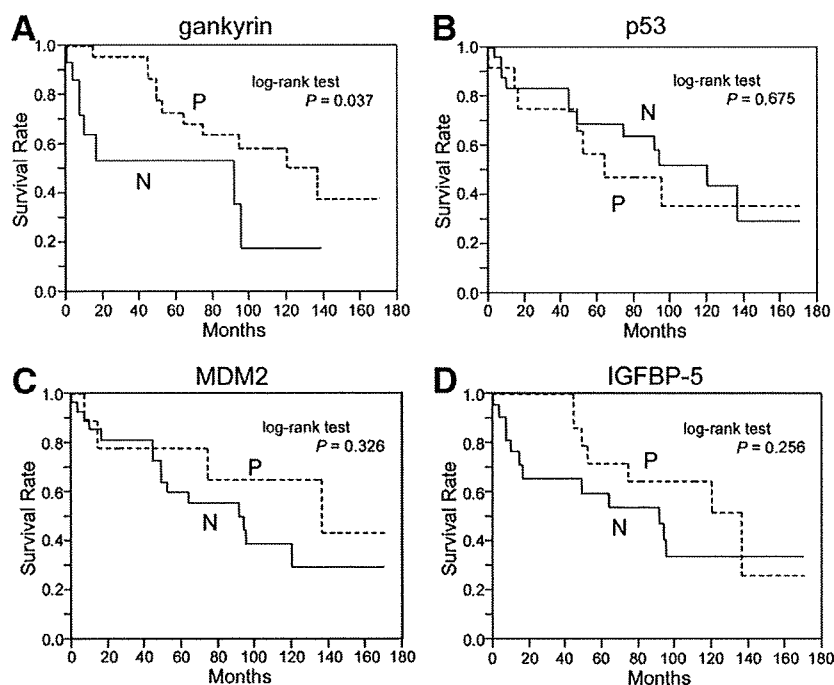 A
gankyrin
1.0
0.8
0.6
0.4
0.2
0.0
Survival Rate
log-rank test
P = 0.037
P
N
0 20 40 60 80 100 120 140 160 180
Months
B
p53
1.0
0.8
0.6
0.4
0.2
0.0
Survival Rate
log-rank test
P = 0.675
N
P
0 20 40 60 80 100 120 140 160 180
Months
C
MDM2
1.0
0.8
0.6
0.4
0.2
0.0
Survival Rate
log-rank test
P = 0.326
P
N
0 20 40 60 80 100 120 140 160 180
Months
D
IGFBP-5
1.0
0.8
0.6
0.4
0.2
0.0
Survival Rate
log-rank test
P = 0.256
P
N
0 20 40 60 80 100 120 140 160 180
Months